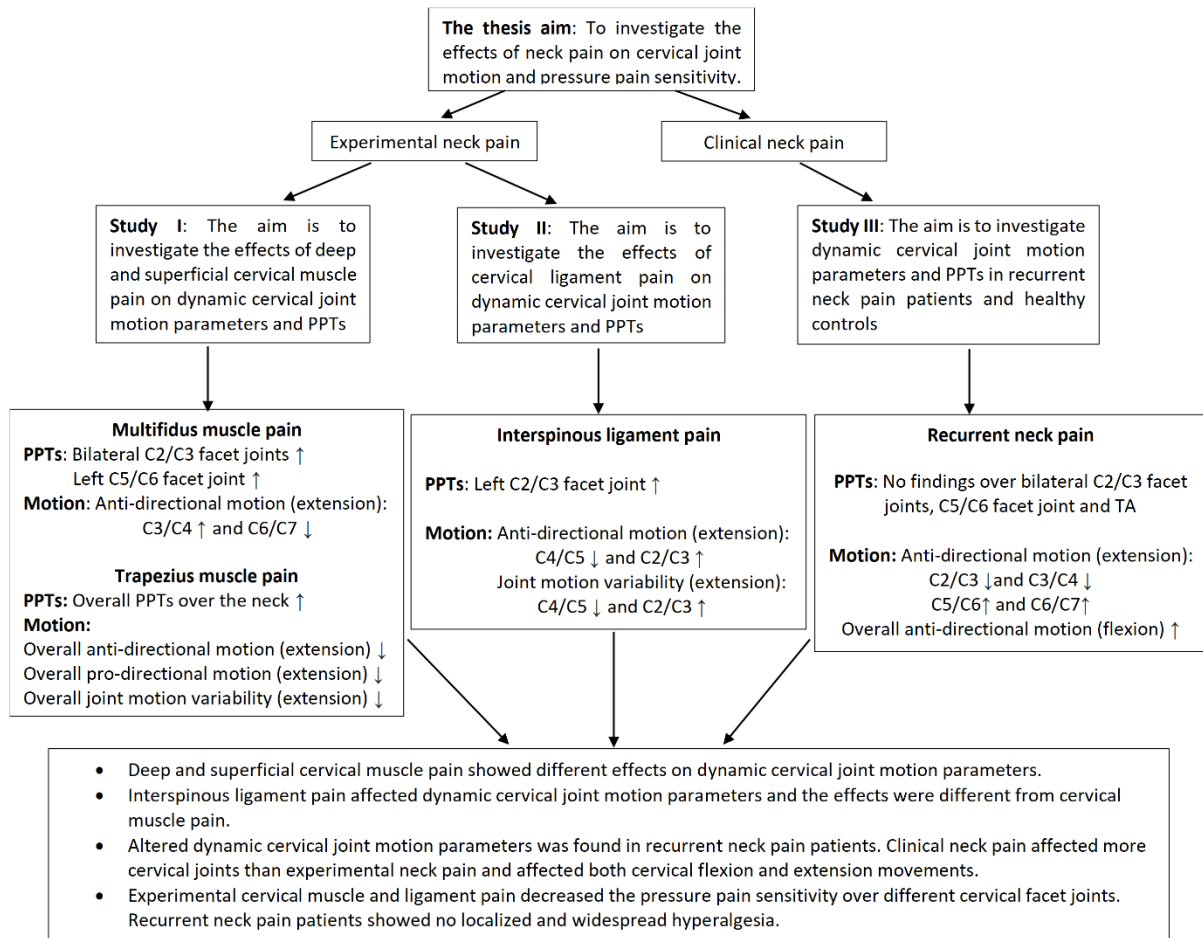 The thesis aim: To investigate the
effects of neck pain on cervical joint
motion and pressure pain sensitivity.
Experimental neck pain
Clinical neck pain
Study I: The aim is to
investigate the effects of deep
and superficial cervical muscle
pain on dynamic cervical joint
motion parameters and PPTs
Study II: The aim is to
investigate the effects of
cervical ligament pain on
dynamic cervical joint motion
parameters and PPTs
Study III: The aim is to investigate
dynamic cervical joint motion
parameters and PPTs in recurrent
neck pain patients and healthy
controls
Multifidus muscle pain
PPTs: Bilateral C2/C3 facet joints ↑
Left C5/C6 facet joint ↑
Motion: Anti-directional motion (extension):
C3/C4 ↑ and C6/C7 ↓
Trapezius muscle pain
PPTs: Overall PPTs over the neck ↑
Motion:
Overall anti-directional motion (extension) ↓
Overall pro-directional motion (extension) ↓
Overall joint motion variability (extension) ↓
Interspinous ligament pain
PPTs: Left C2/C3 facet joint ↑
Motion: Anti-directional motion (extension):
C4/C5 ↓ and C2/C3 ↑
Joint motion variability (extension):
C4/C5 ↓ and C2/C3 ↑
Recurrent neck pain
PPTs: No findings over bilateral C2/C3 facet
joints, C5/C6 facet joint and TA
Motion: Anti-directional motion (extension):
C2/C3 ↓and C3/C4 ↓
C5/C6↑ and C6/C7↑
Overall anti-directional motion (flexion) ↑
• Deep and superficial cervical muscle pain showed different effects on dynamic cervical joint motion parameters.
• Interspinous ligament pain affected dynamic cervical joint motion parameters and the effects were different from cervical
muscle pain.
• Altered dynamic cervical joint motion parameters was found in recurrent neck pain patients. Clinical neck pain affected more
cervical joints than experimental neck pain and affected both cervical flexion and extension movements.
• Experimental cervical muscle and ligament pain decreased the pressure pain sensitivity over different cervical facet joints.
Recurrent neck pain patients showed no localized and widespread hyperalgesia.